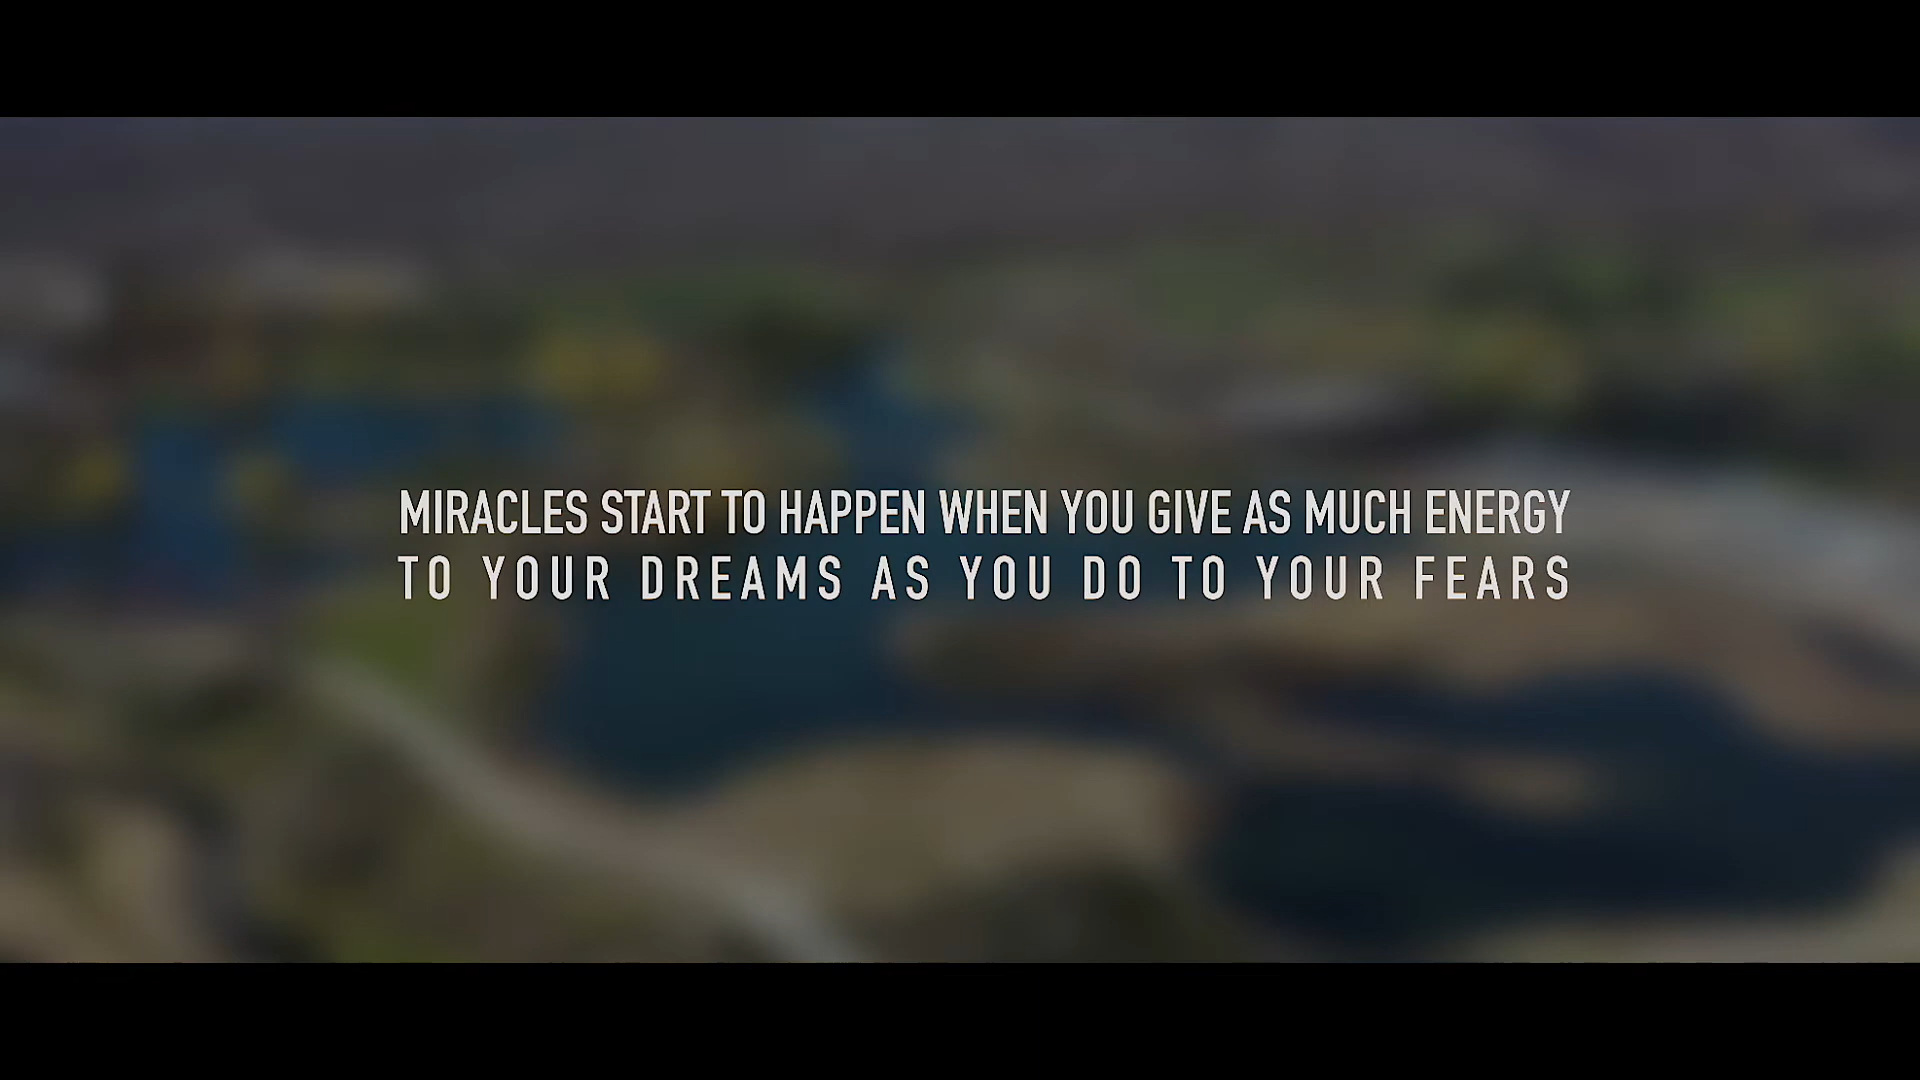 MIRACLES START TO HAPPEN WHEN YOU GIVE AS MUCH ENERGY
TO YOUR DREAMS AS YOU DO TO YOUR FEARS